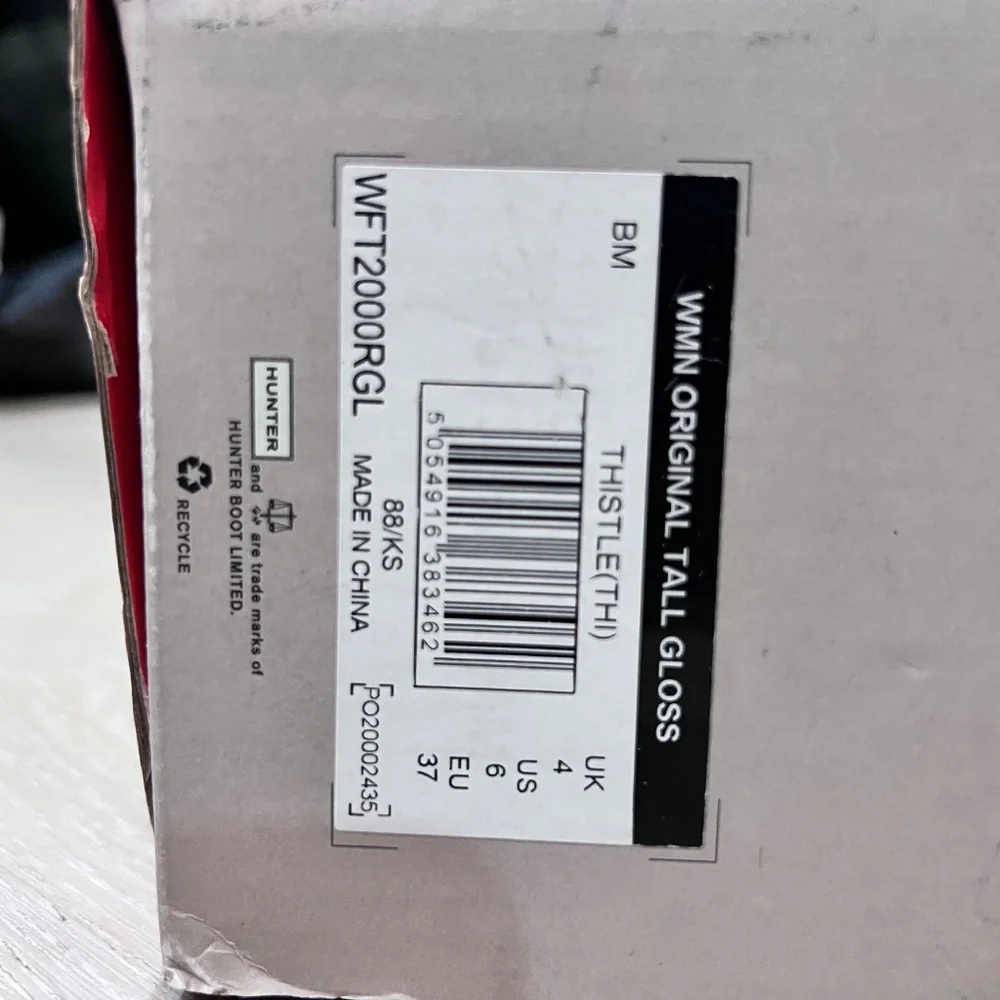 WMN ORIGINAL TALL GLOSS
BM
THISTLE(THI)
UK
4
US
6
EU
37
5 054916 383462
88/KS
WFT2000RGL
MADE IN CHINA
[PO20002435]
HUNTER and are trade marks of
HUNTER BOOT LIMITED.
RECYCLE